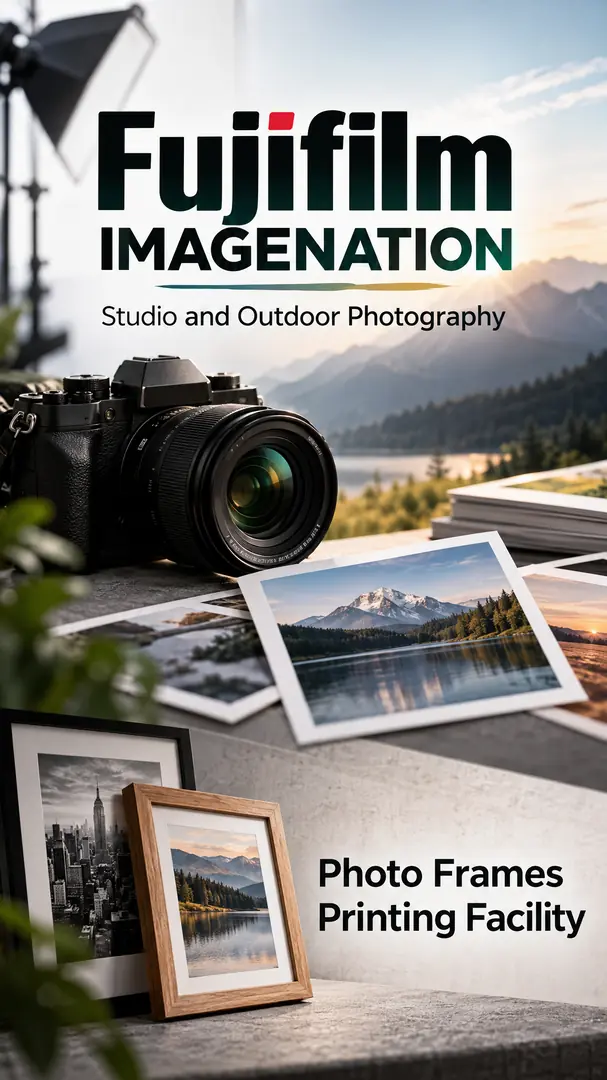 Fujifilm
IMAGENATION
Studio and Outdoor Photography
Photo Frames
Printing Facility